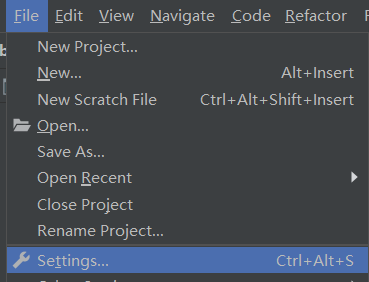 File Edit View Navigate Code Refactor
New Project...
New... Alt+Insert
New Scratch File Ctrl+Alt+Shift+Insert
Open...
Save As...
Open Recent
Close Project
Rename Project...
Settings... Ctrl+Alt+S